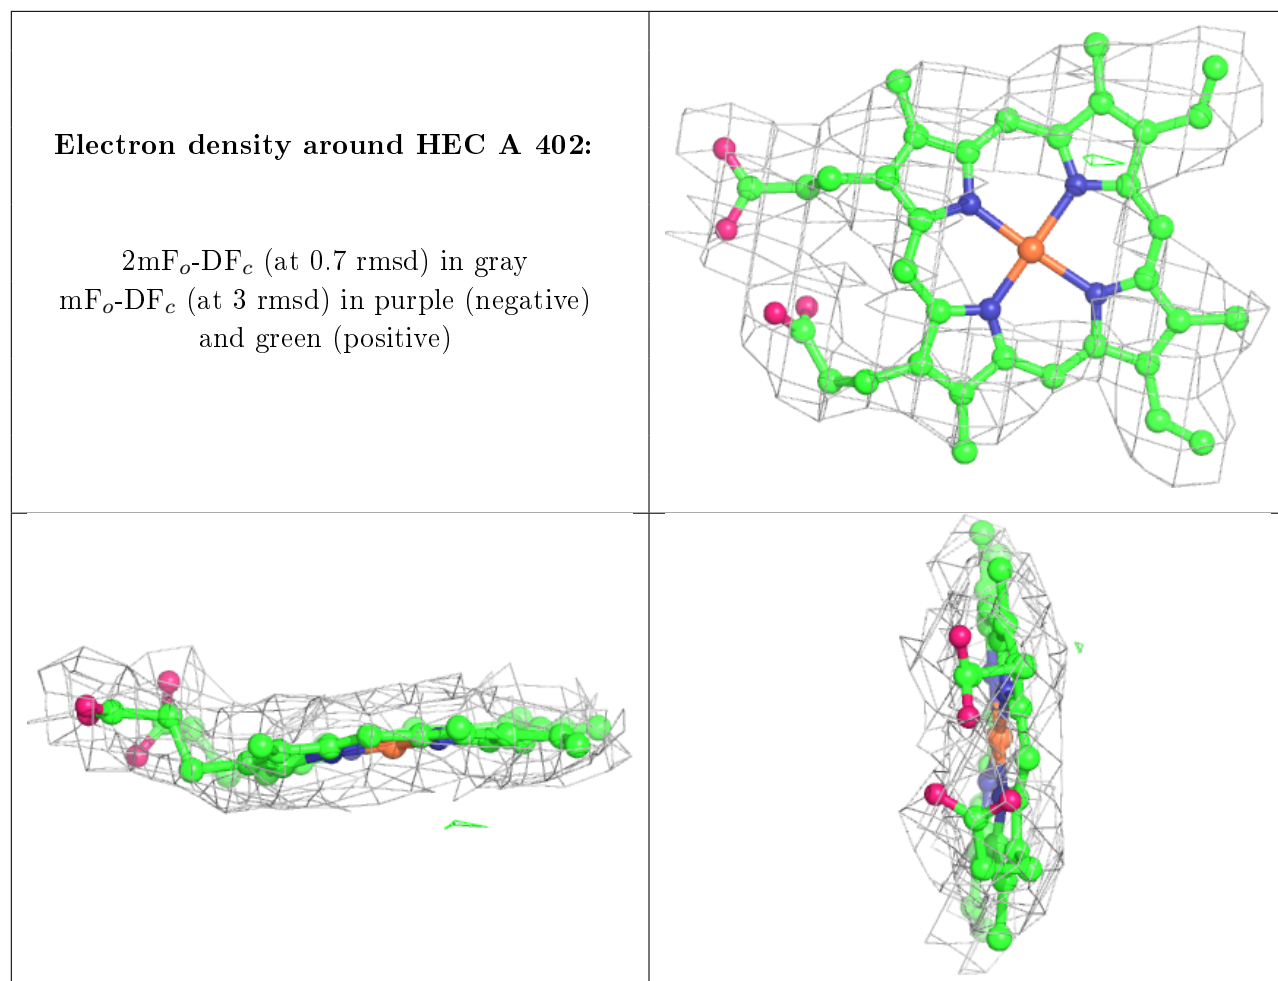 Electron density around HEC A 402:
2mFo-DFc (at 0.7 rmsd) in gray
mFo-DFc (at 3 rmsd) in purple (negative)
and green (positive)